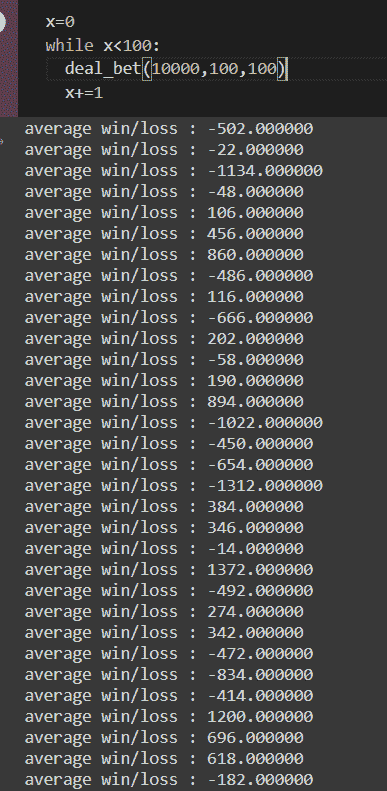 x=0
while x<100:
deal_bet(10000,100,100)
x+=1
average win/loss : -502.000000
average win/loss : -22.000000
average win/loss : -1134.000000
average win/loss : -48.000000
average win/loss : 106.000000
average win/loss : 456.000000
average win/loss : 860.000000
average win/loss : -486.000000
average win/loss : 116.000000
average win/loss : -666.000000
average win/loss : 202.000000
average win/loss : -58.000000
average win/loss : 190.000000
average win/loss : 894.000000
average win/loss : -1022.000000
average win/loss : -450.000000
average win/loss : -654.000000
average win/loss : -1312.000000
average win/loss : 384.000000
average win/loss : 346.000000
average win/loss : -14.000000
average win/loss : 1372.000000
average win/loss : -492.000000
average win/loss : 274.000000
average win/loss : 342.000000
average win/loss : -472.000000
average win/loss : -834.000000
average win/loss : -414.000000
average win/loss : 1200.000000
average win/loss : 696.000000
average win/loss : 618.000000
average win/loss : -182.000000